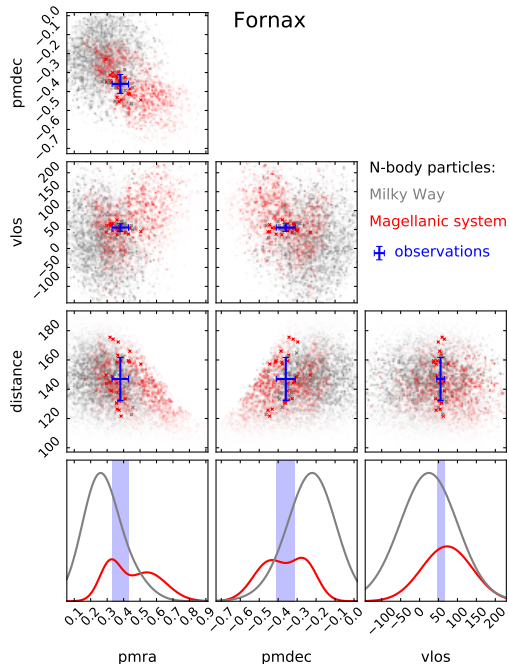 Fornax
pmdec
0.0
−0.1
−0.2
−0.3
−0.4
−0.5
−0.6
−0.7
−0.8
vlos
200
150
100
50
0
−50
−100
N-body particles:
Milky Way
Magellanic system
observations
distance
180
160
140
120
100
0.1 0.2 0.3 0.4 0.5 0.6 0.7 0.8 0.9
−0.7 −0.6 −0.5 −0.4 −0.3 −0.2 −0.1 0.0
−100 −50 0 50 100 150 200
pmra pmdec vlos